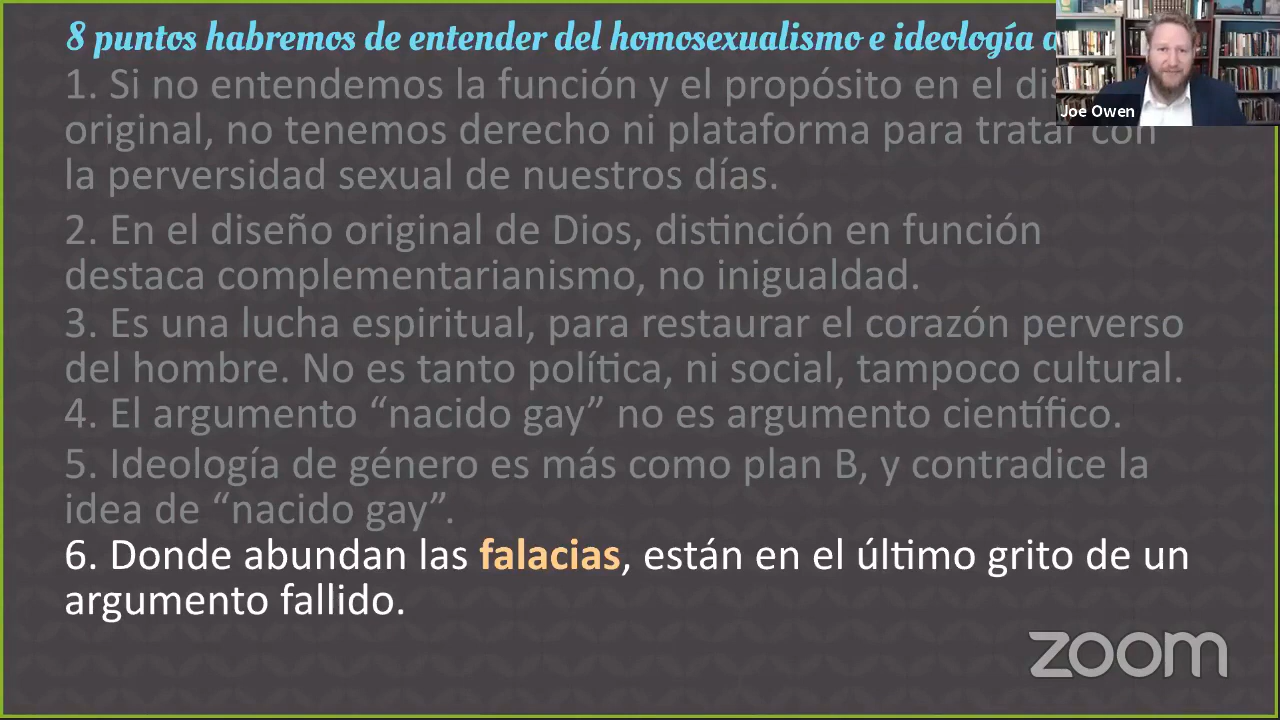 8 puntos habremos de entender del homosexualismo e ideología
1. Si no entendemos la función y el propósito en el
original, no tenemos derecho ni plataforma para tratar con
la perversidad sexual de nuestros días.
2. En el diseño original de Dios, distinción en función
destaca complementarianismo, no inigualdad.
3. Es una lucha espiritual, para restaurar el corazón perverso
del hombre. No es tanto política, ni social, tampoco cultural.
4. El argumento “nacido gay” no es argumento científico.
5. Ideología de género es más como plan B, y contradice la
idea de “nacido gay”.
6. Donde abundan las falacias, están en el último grito de un
argumento fallido.
Joe Owen
zoom